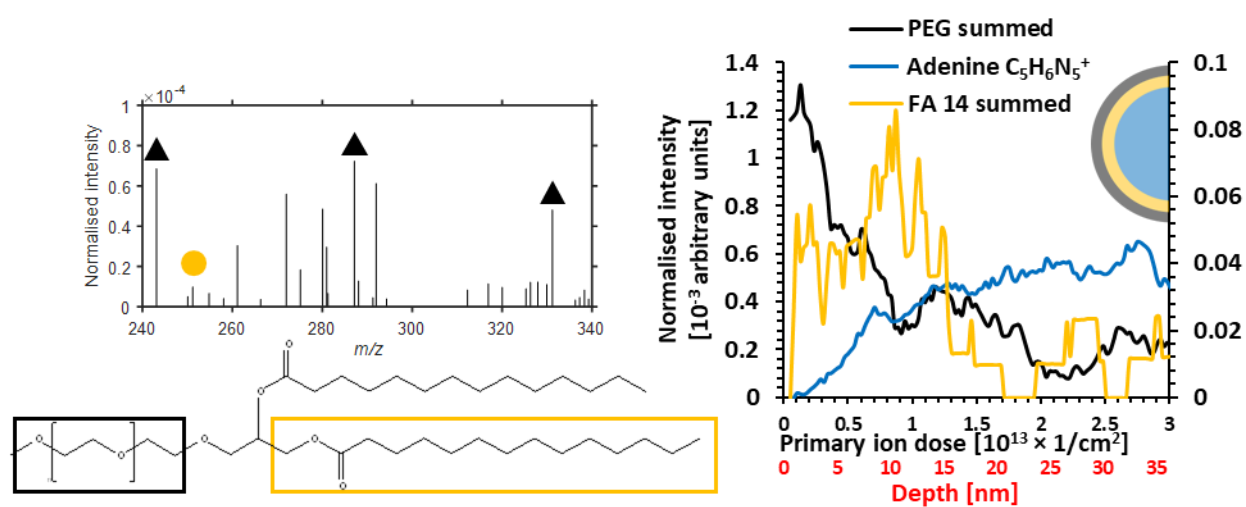 ×10⁻⁴
1
0.8
0.6
0.4
0.2
0
Normalised intensity
240 260 280 300 320 340
m/z
O
O
O
O
O
O
O
n
PEG summed
Adenine C₅H₆N₅⁺
FA 14 summed
1.4
1.2
1
0.8
0.6
0.4
0.2
0
Normalised intensity
[10⁻³ arbitrary units]
0.1
0.08
0.06
0.04
0.02
0
0 0.5 1 1.5 2 2.5 3
Primary ion dose [10¹³ × 1/cm²]
0 5 10 15 20 25 30 35
Depth [nm]